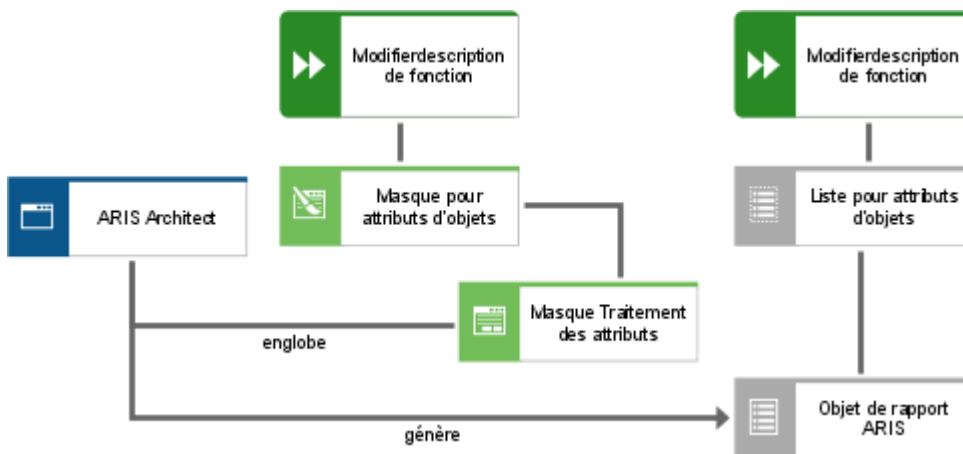 Modifierdescription
de fonction
Modifierdescription
de fonction
ARIS Architect
Masque pour
attributs d'objets
Liste pour attributs
d'objets
Masque Traitement
des attributs
englobe
Objet de rapport
ARIS
génère